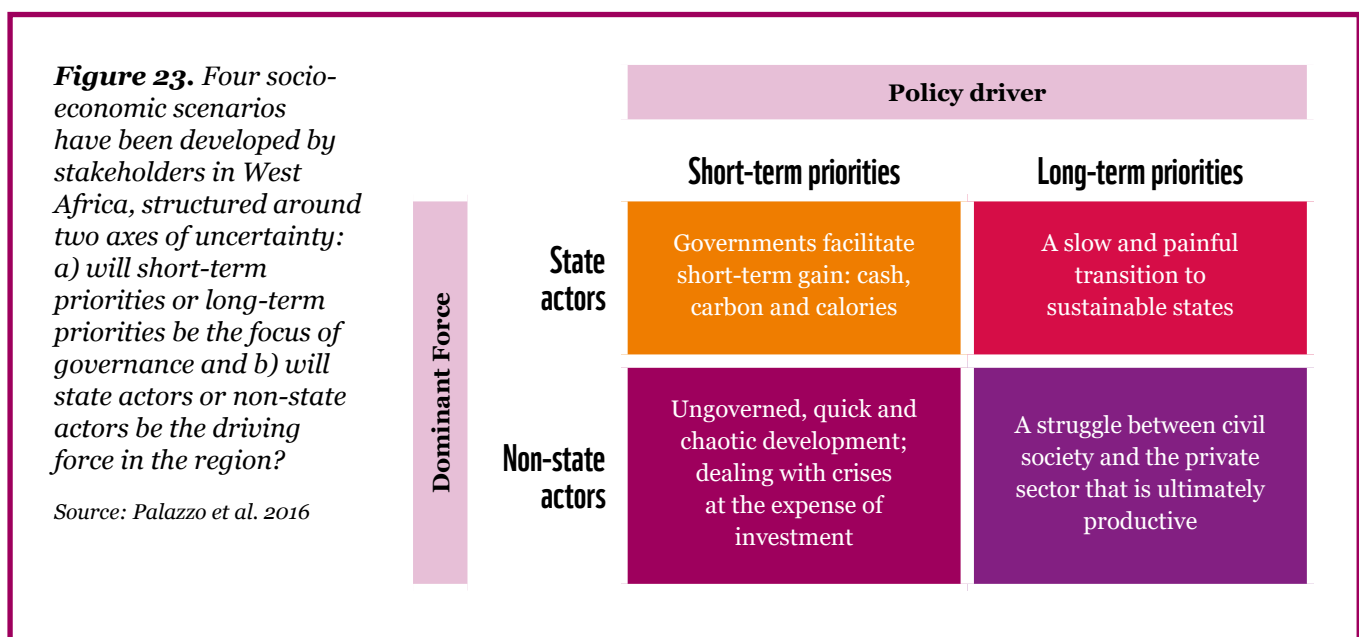 Figure 23. Four socio-
economic scenarios
have been developed by
stakeholders in West
Africa, structured around
two axes of uncertainty:
a) will short-term
priorities or long-term
priorities be the focus of
governance and b) will
state actors or non-state
actors be the driving
force in the region?
Source: Palazzo et al. 2016
Policy driver
Short-term priorities
Long-term priorities
Dominant Force
State
actors
Governments facilitate
short-term gain: cash,
carbon and calories
A slow and painful
transition to
sustainable states
Non-state
actors
Ungoverned, quick and
chaotic development;
dealing with crises
at the expense of
investment
A struggle between civil
society and the private
sector that is ultimately
productive